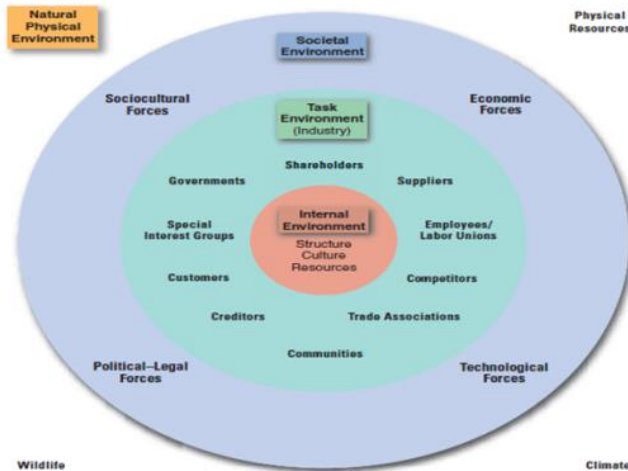 Natural
Physical
Environment
Physical
Resources
Societal
Environment
Sociocultural
Forces
Economic
Forces
Task
Environment
(Industry)
Shareholders
Governments
Suppliers
Special
Interest Groups
Internal
Environment
Structure
Culture
Resources
Employees/
Labor Unions
Customers
Competitors
Creditors
Trade Associations
Communities
Political–Legal
Forces
Technological
Forces
Wildlife
Climate